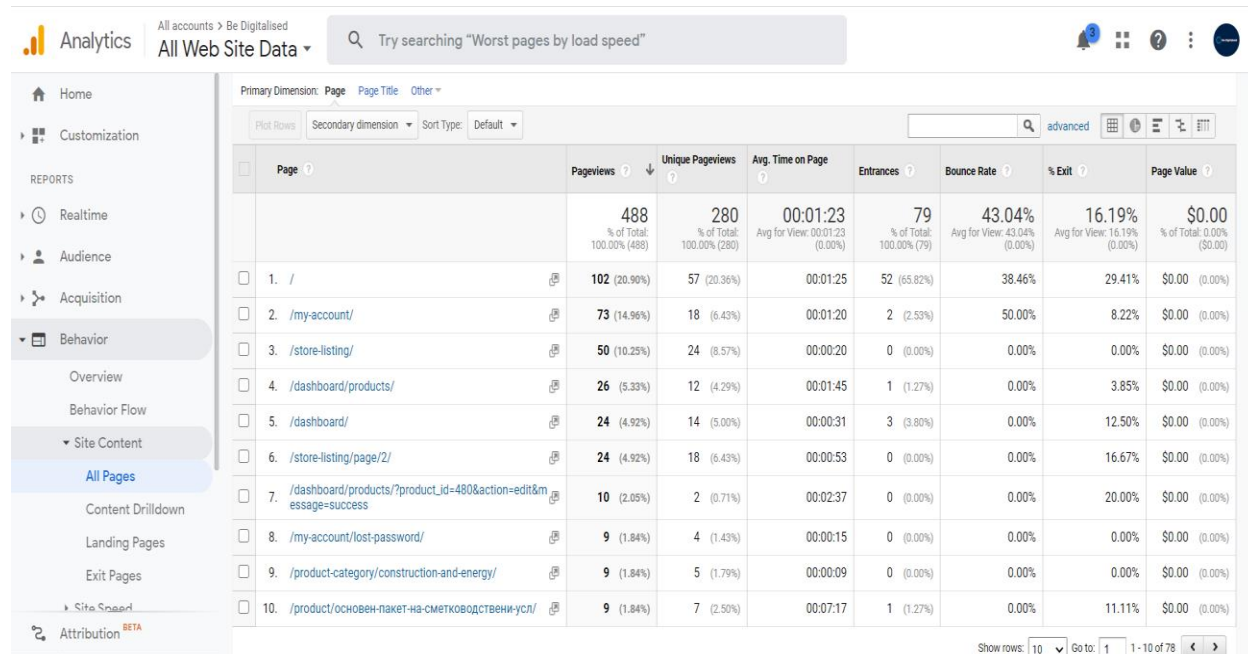 Analytics
All accounts > Be Digitalised
All Web Site Data
Try searching “Worst pages by load speed”
3
Home
Customization
REPORTS
Realtime
Audience
Acquisition
Behavior
Overview
Behavior Flow
Site Content
All Pages
Content Drilldown
Landing Pages
Exit Pages
Site Speed
Attribution BETA
Primary Dimension: Page Page Title Other
Plot Rows Secondary dimension Sort Type: Default advanced
Page Pageviews Unique Pageviews Avg. Time on Page Entrances Bounce Rate % Exit Page Value
488 280 00:01:23 79 43.04% 16.19% $0.00
% of Total: % of Total: Avg for View: 00:01:23 % of Total: Avg for View: 43.04% Avg for View: 16.19% % of Total: 0.00%
100.00% (488) 100.00% (280) (0.00%) 100.00% (79) (0.00%) (0.00%) ($0.00)
1. / 102 (20.90%) 57 (20.36%) 00:01:25 52 (65.82%) 38.46% 29.41% $0.00 (0.00%)
2. /my-account/ 73 (14.96%) 18 (6.43%) 00:01:20 2 (2.53%) 50.00% 8.22% $0.00 (0.00%)
3. /store-listing/ 50 (10.25%) 24 (8.57%) 00:00:20 0 (0.00%) 0.00% 0.00% $0.00 (0.00%)
4. /dashboard/products/ 26 (5.33%) 12 (4.29%) 00:01:45 1 (1.27%) 0.00% 3.85% $0.00 (0.00%)
5. /dashboard/ 24 (4.92%) 14 (5.00%) 00:00:31 3 (3.80%) 0.00% 12.50% $0.00 (0.00%)
6. /store-listing/page/2/ 24 (4.92%) 18 (6.43%) 00:00:53 0 (0.00%) 0.00% 16.67% $0.00 (0.00%)
7. /dashboard/products/?product_id=480&action=edit&m
essage=success 10 (2.05%) 2 (0.71%) 00:02:37 0 (0.00%) 0.00% 20.00% $0.00 (0.00%)
8. /my-account/lost-password/ 9 (1.84%) 4 (1.43%) 00:00:15 0 (0.00%) 0.00% 0.00% $0.00 (0.00%)
9. /product-category/construction-and-energy/ 9 (1.84%) 5 (1.79%) 00:00:09 0 (0.00%) 0.00% 0.00% $0.00 (0.00%)
10. /product/основен-пакет-на-сметководствени-усл/ 9 (1.84%) 7 (2.50%) 00:07:17 1 (1.27%) 0.00% 11.11% $0.00 (0.00%)
Show rows: 10 Go to: 1 1 - 10 of 78